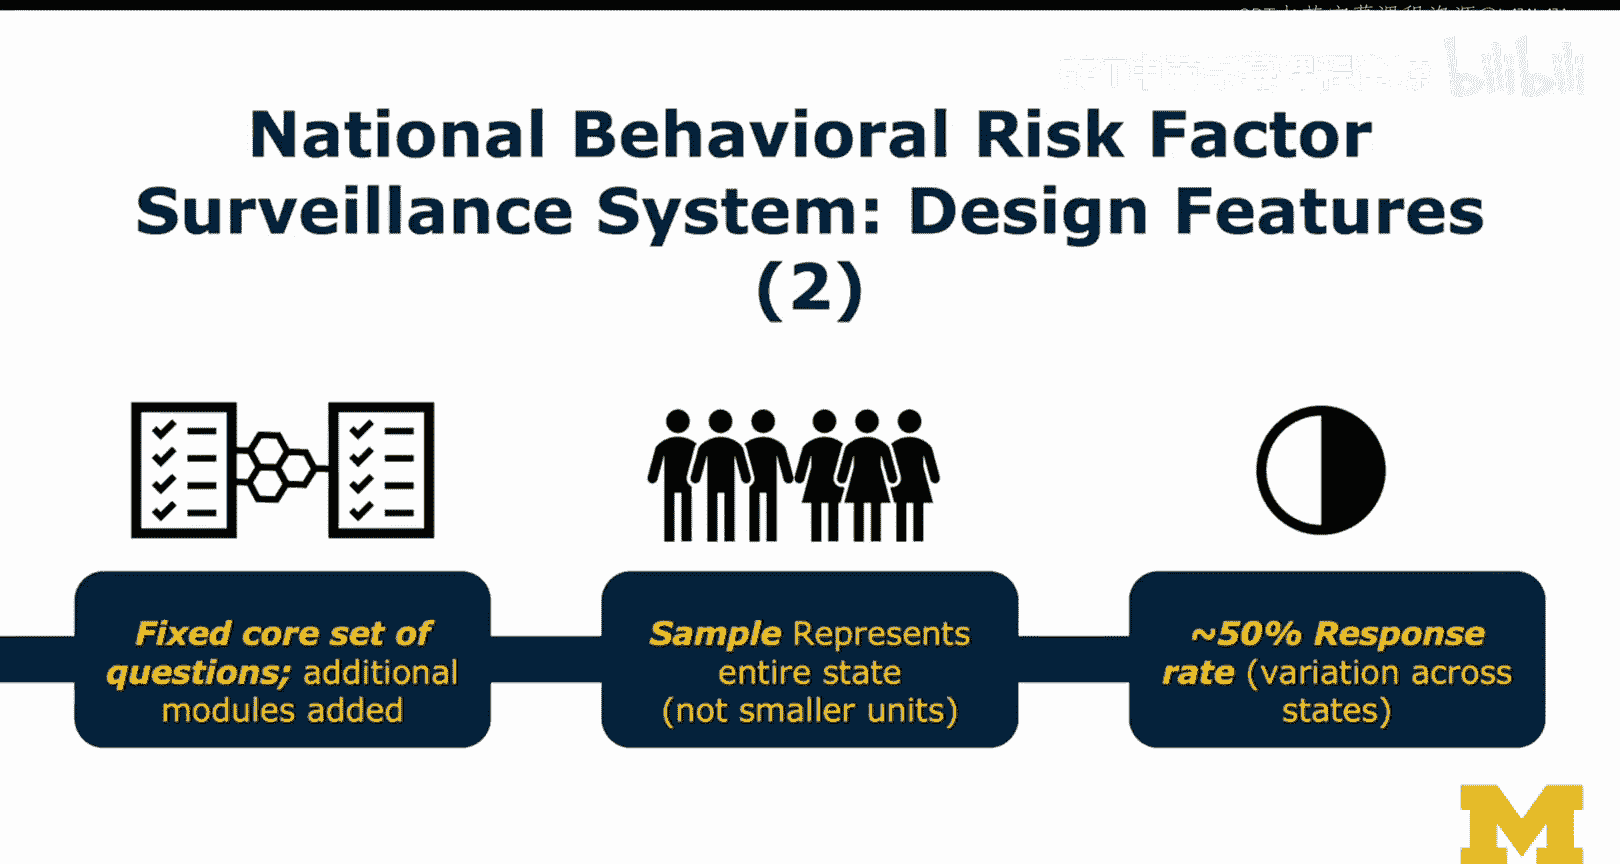 bilibili
National Behavioral Risk Factor
Surveillance System: Design Features
(2)
Fixed core set of
questions; additional
modules added
Sample Represents
entire state
(not smaller units)
~50% Response
rate (variation across
states)
M